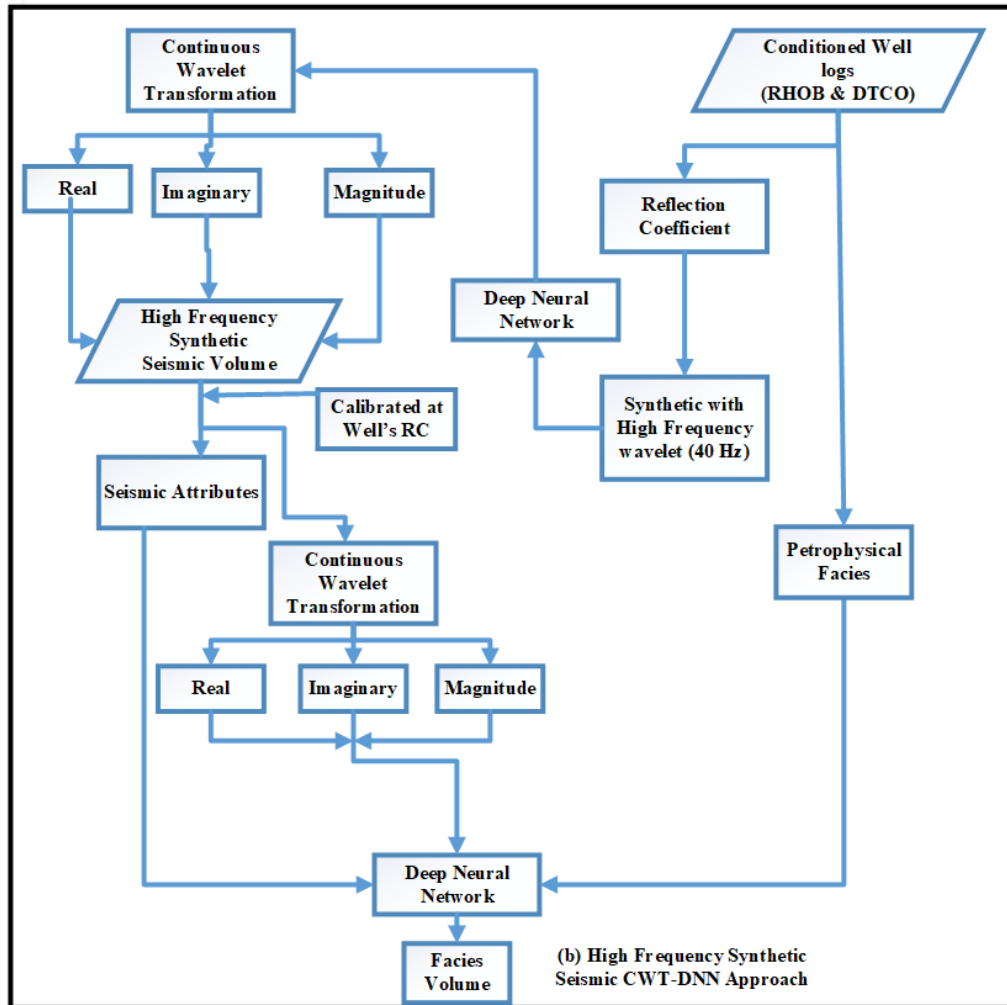 Continuous
Wavelet
Transformation
Conditioned Well
logs
(RHOB & DTCO)
Real
Imaginary
Magnitude
Reflection
Coefficient
Deep Neural
Network
High Frequency
Synthetic
Seismic Volume
Calibrated at
Well's RC
Synthetic with
High Frequency
wavelet (40 Hz)
Seismic Attributes
Continuous
Wavelet
Transformation
Petrophysical
Facies
Real
Imaginary
Magnitude
Deep Neural
Network
Facies
Volume
(b) High Frequency Synthetic
Seismic CWT-DNN Approach